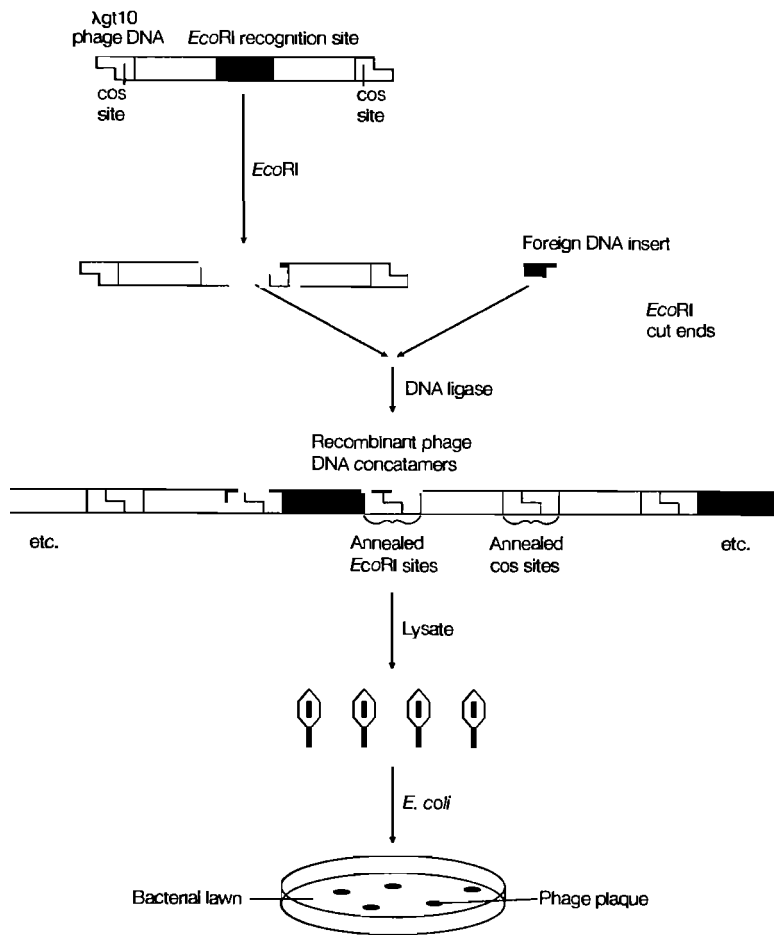 λgt10
phage DNA
EcoRI recognition site
cos
site
cos
site
EcoRI
Foreign DNA insert
EcoRI
cut ends
DNA ligase
Recombinant phage
DNA concatamers
etc.
Annealed
EcoRI sites
Annealed
cos sites
etc.
Lysate
E. coli
Bacterial lawn
Phage plaque